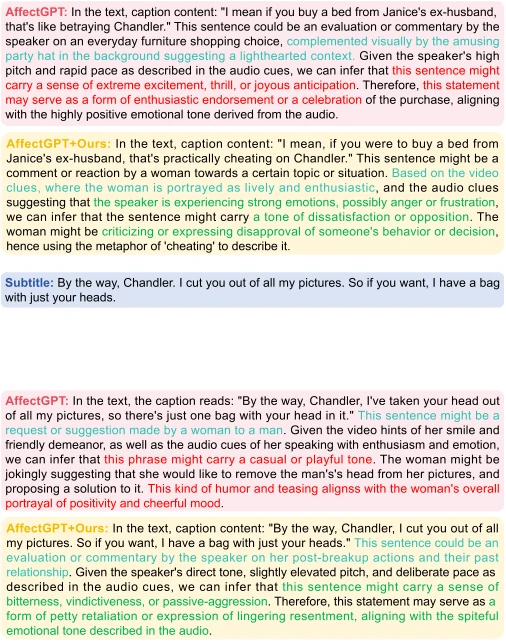 AffectGPT: In the text, caption content: "I mean if you buy a bed from Janice's ex-husband,
that's like betraying Chandler." This sentence could be an evaluation or commentary by the
speaker on an everyday furniture shopping choice, complemented visually by the amusing
party hat in the background suggesting a lighthearted context. Given the speaker's high
pitch and rapid pace as described in the audio cues, we can infer that this sentence might
carry a sense of extreme excitement, thrill, or joyous anticipation. Therefore, this statement
may serve as a form of enthusiastic endorsement or a celebration of the purchase, aligning
with the highly positive emotional tone derived from the audio.
AffectGPT+Ours: In the text, caption content: "I mean, if you were to buy a bed from
Janice's ex-husband, that's practically cheating on Chandler." This sentence might be a
comment or reaction by a woman towards a certain topic or situation. Based on the video
clues, where the woman is portrayed as lively and enthusiastic, and the audio clues
suggesting that the speaker is experiencing strong emotions, possibly anger or frustration,
we can infer that the sentence might carry a tone of dissatisfaction or opposition. The
woman might be criticizing or expressing disapproval of someone's behavior or decision,
hence using the metaphor of 'cheating' to describe it.
Subtitle: By the way, Chandler. I cut you out of all my pictures. So if you want, I have a bag
with just your heads.
AffectGPT: In the text, the caption reads: "By the way, Chandler, I've taken your head out
of all my pictures, so there's just one bag with your head in it." This sentence might be a
request or suggestion made by a woman to a man. Given the video hints of her smile and
friendly demeanor, as well as the audio cues of her speaking with enthusiasm and emotion,
we can infer that this phrase might carry a casual or playful tone. The woman might be
jokingly suggesting that she would like to remove the man's's head from her pictures, and
proposing a solution to it. This kind of humor and teasing alignss with the woman's overall
portrayal of positivity and cheerful mood.
AffectGPT+Ours: In the text, caption content: "By the way, Chandler, I cut you out of all
my pictures. So if you want, I have a bag with just your heads." This sentence could be an
evaluation or commentary by the speaker on her post-breakup actions and their past
relationship. Given the speaker's direct tone, slightly elevated pitch, and deliberate pace as
described in the audio cues, we can infer that this sentence might carry a sense of
bitterness, vindictiveness, or passive-aggression. Therefore, this statement may serve as a
form of petty retaliation or expression of lingering resentment, aligning with the spiteful
emotional tone described in the audio.